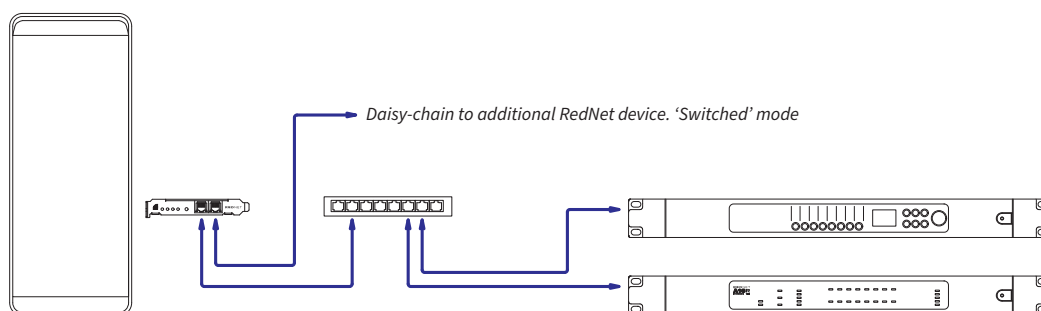 Daisy-chain to additional RedNet device. ‘Switched’ mode